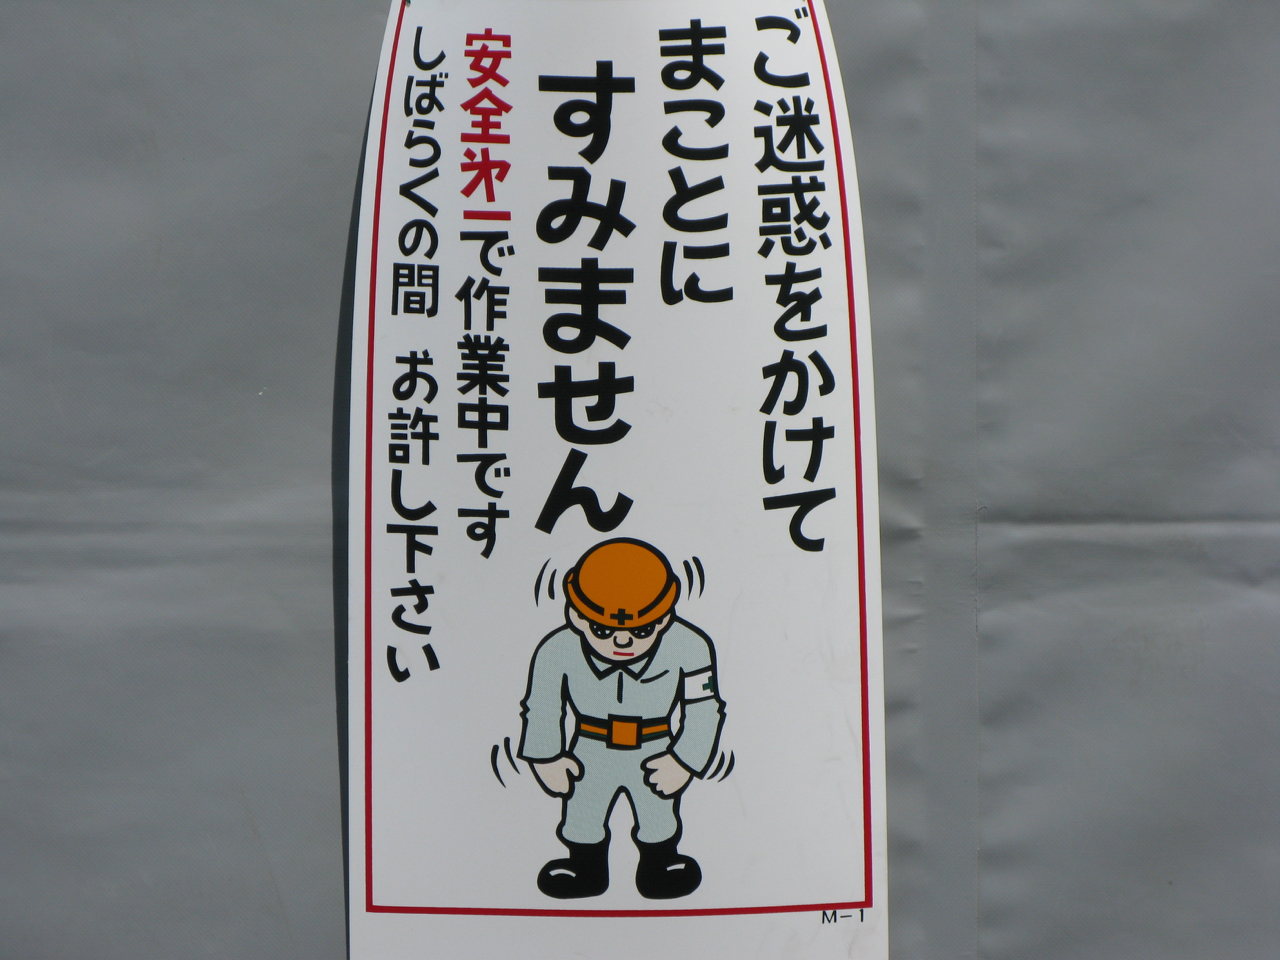 ご迷惑をかけて
まことに
すみません
安全㐧一で作業中です
しばらくの間 お許し下さい
M-1